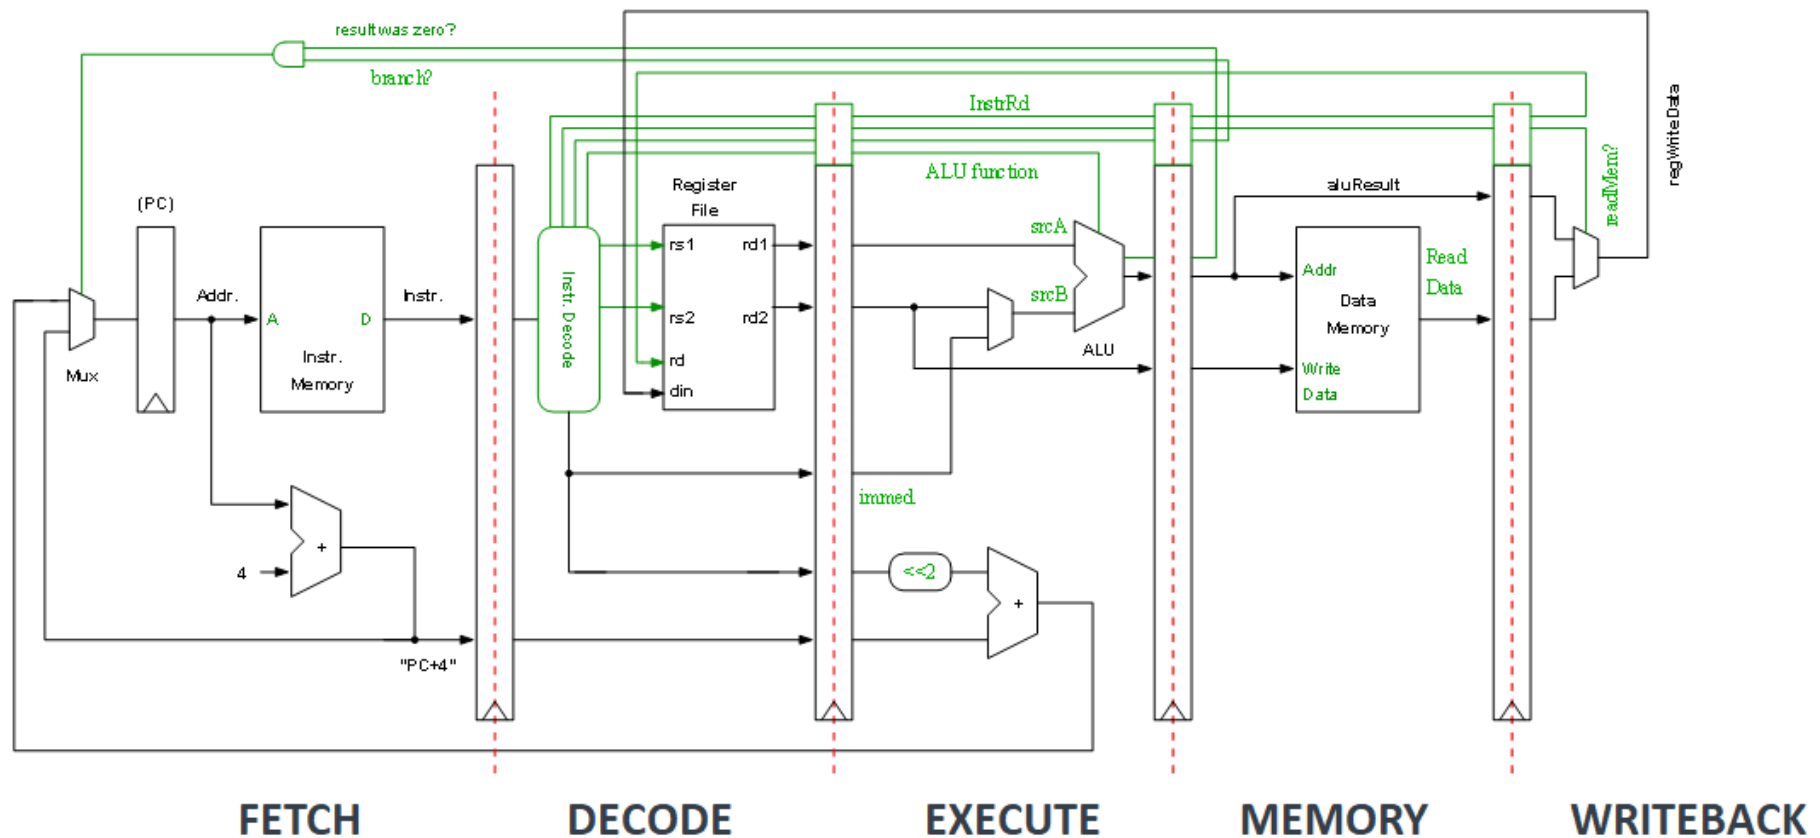 result was zero?
branch?
InstrRd
ALU function
regWriteData
readMem?
(PC)
Register
File
aluResult
Addr.
Instr.
A
D
Instr.
Memory
Mux
Instr. Decode
rs1
rd1
rs2
rd2
rd
din
srcA
srcB
ALU
Addr
Data
Memory
Read
Data
Write
Data
immed.
4
+
<<2
+
"PC+4"
FETCH
DECODE
EXECUTE
MEMORY
WRITEBACK